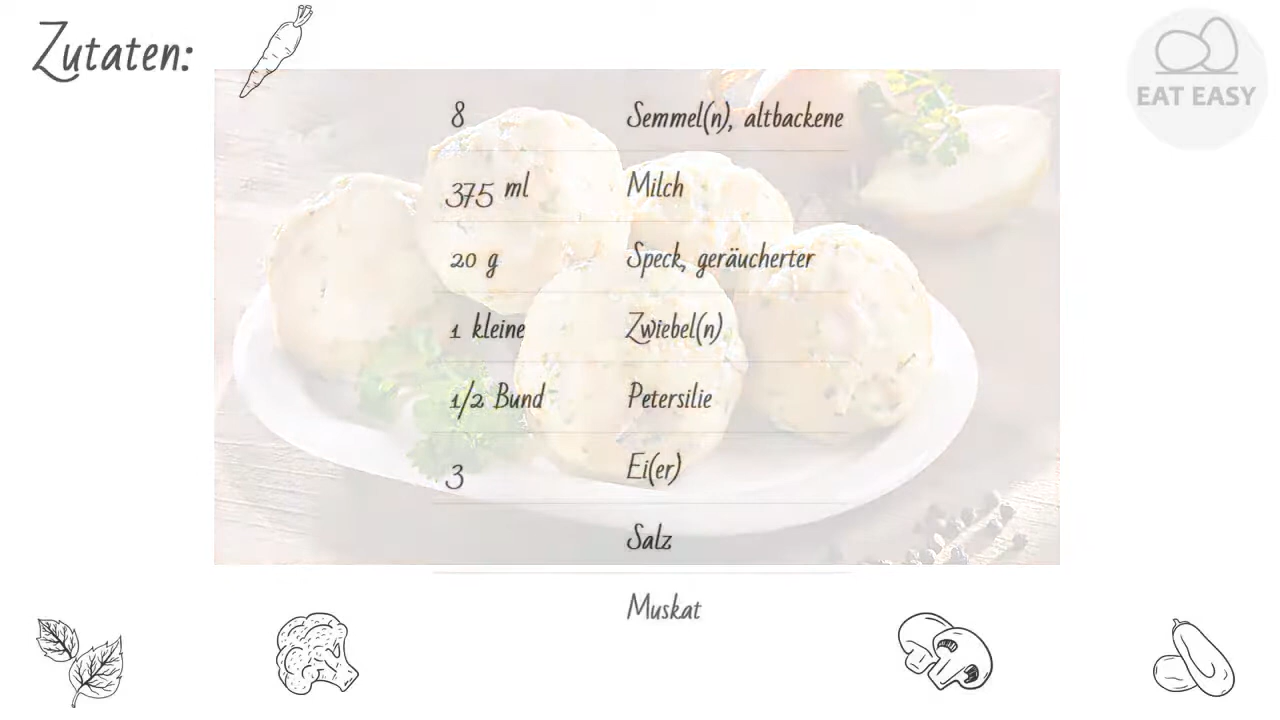 Zutaten:
EAT EASY
8 Semmel(n), altbackene
375 ml Milch
20 g Speck, geräucherter
1 kleine Zwiebel(n)
1/2 Bund Petersilie
3 Ei(er)
Salz
Muskat